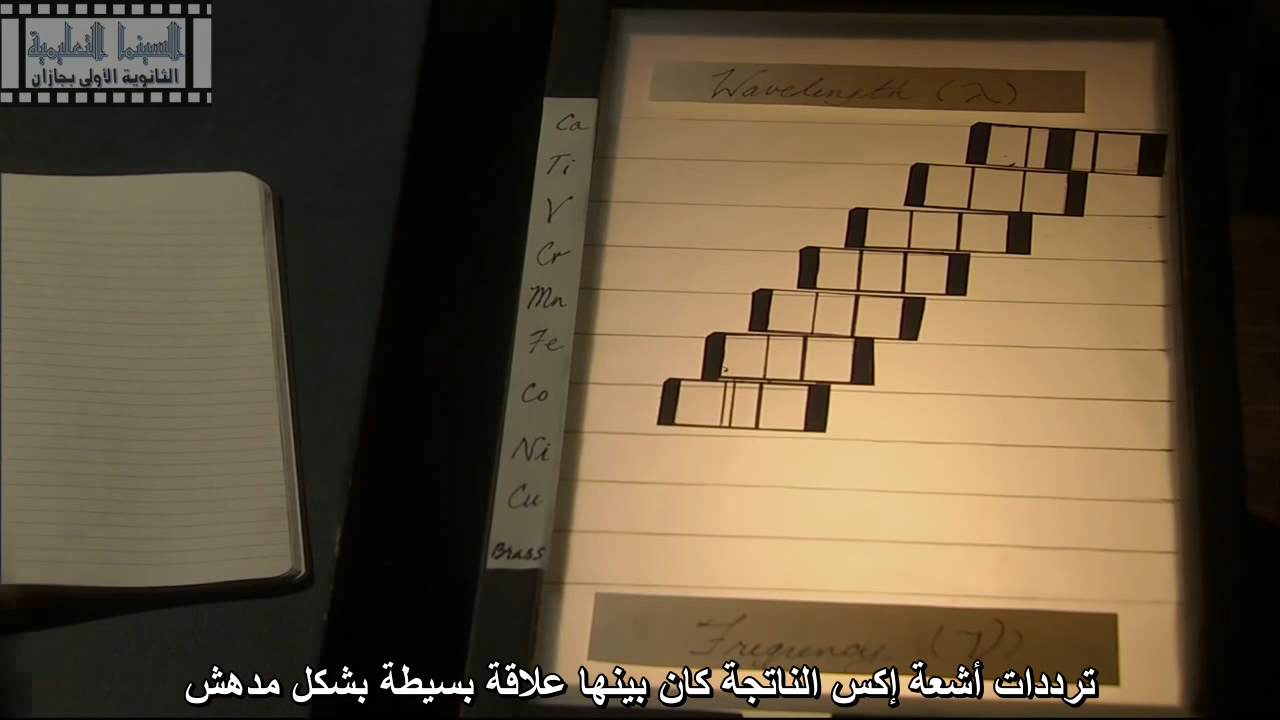 السينما التعليمية
الثانوية الأولى بجازان
Wavelength (λ)
Ca
Ti
V
Cr
Mn
Fe
Co
Ni
Cu
Brass
Frequency (ν)
ترددات أشعة إكس الناتجة كان بينها علاقة بسيطة بشكل مدهش